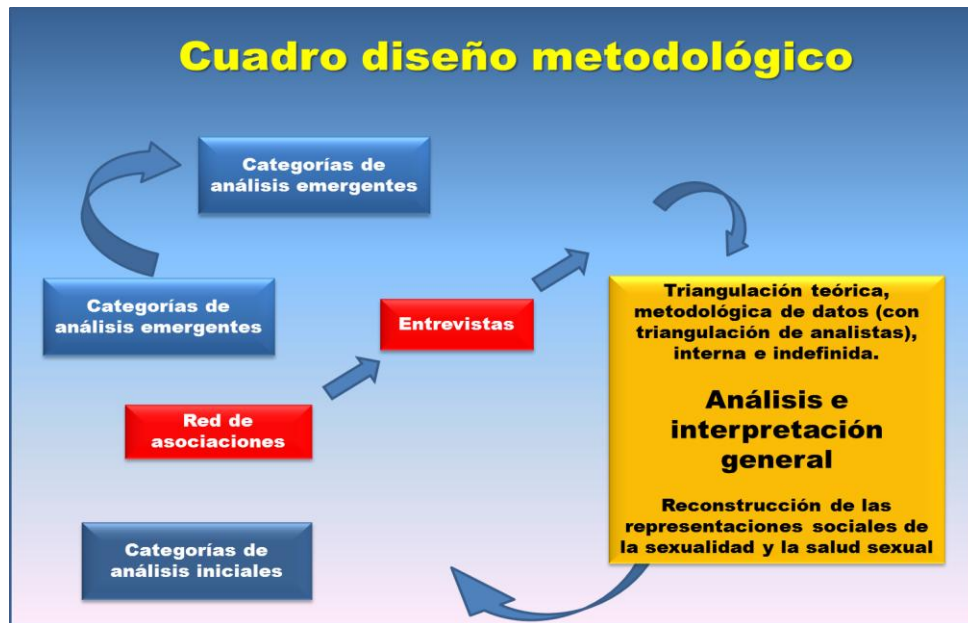 Cuadro diseño metodológico
Categorías de
análisis emergentes
Categorías de
análisis emergentes
Entrevistas
Red de
asociaciones
Categorías de
análisis iniciales
Triangulación teórica,
metodológica de datos (con
triangulación de analistas),
interna e indefinida.
Análisis e
interpretación
general
Reconstrucción de las
representaciones sociales de
la sexualidad y la salud sexual